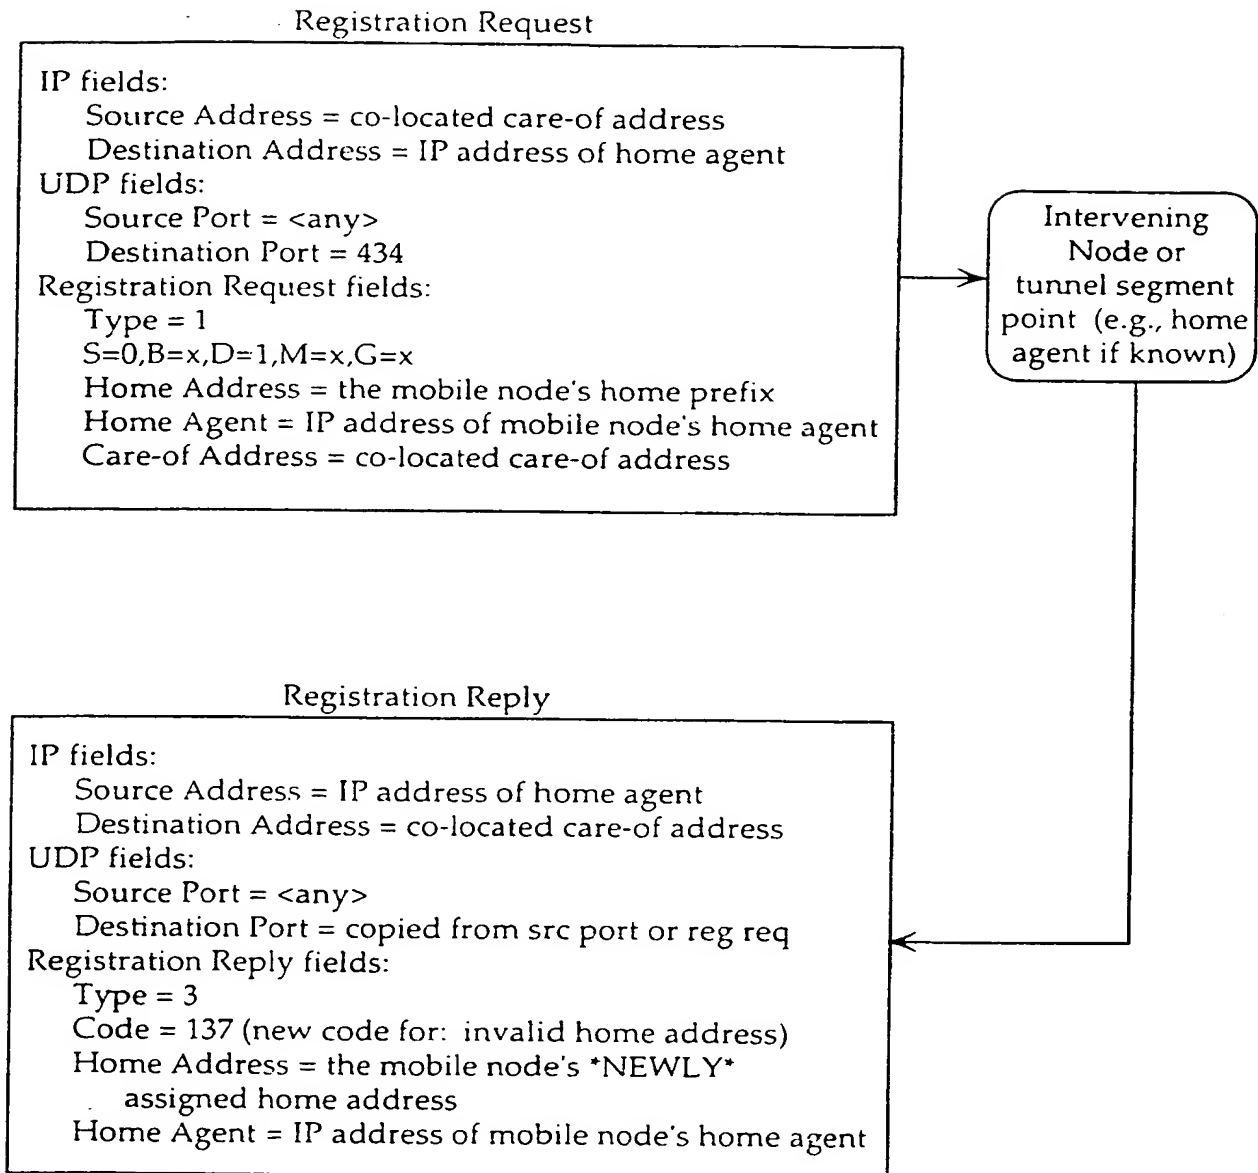 Registration Request
IP fields:
Source Address = co-located care-of address
Destination Address = IP address of home agent
UDP fields:
Source Port = <any>
Destination Port = 434
Registration Request fields:
Type = 1
S=0,B=x,D=1,M=x,G=x
Home Address = the mobile node's home prefix
Home Agent = IP address of mobile node's home agent
Care-of Address = co-located care-of address
Intervening
Node or
tunnel segment
point (e.g., home
agent if known)
Registration Reply
IP fields:
Source Address = IP address of home agent
Destination Address = co-located care-of address
UDP fields:
Source Port = <any>
Destination Port = copied from src port or reg req
Registration Reply fields:
Type = 3
Code = 137 (new code for: invalid home address)
Home Address = the mobile node's *NEWLY*
assigned home address
Home Agent = IP address of mobile node's home agent